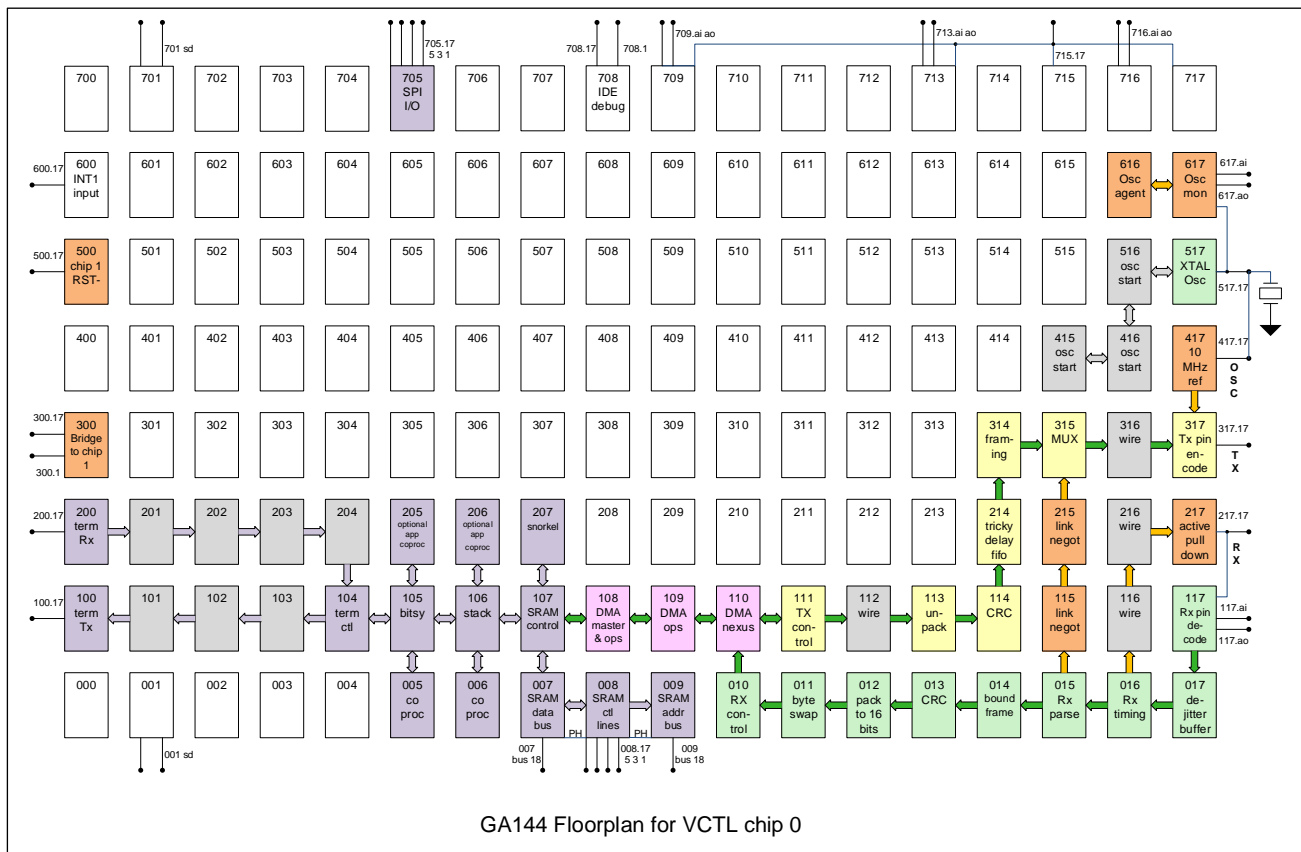 701 sd
705.17
5 3 1
708.17
708.1
709.ai ao
713.ai ao
715.17
716.ai ao
700
701
702
703
704
705
SPI
I/O
706
707
708
IDE
debug
709
710
711
712
713
714
715
716
717
600.17
600
INT1
input
601
602
603
604
605
606
607
608
609
610
611
612
613
614
615
616
Osc
agent
617
Osc
mon
617.ai
617.ao
500.17
500
chip 1
RST-
501
502
503
504
505
506
507
508
509
510
511
512
513
514
515
516
osc
start
517
XTAL
Osc
517.17
400
401
402
403
404
405
406
407
408
409
410
411
412
413
414
415
osc
start
416
osc
start
417
10
MHz
ref
417.17
O
S
C
300.17
300.1
300
Bridge
to chip
1
301
302
303
304
305
306
307
308
309
310
311
312
313
314
fram-
ing
315
MUX
316
wire
317
Tx pin
en-
code
317.17
T
X
200.17
200
term
Rx
201
202
203
204
205
optional
app
coproc
206
optional
app
coproc
207
snorkel
208
209
210
211
212
213
214
tricky
delay
fifo
215
link
negot
216
wire
217
active
pull
down
217.17
R
X
100.17
100
term
Tx
101
102
103
104
term
ctl
105
bitsy
106
stack
107
SRAM
control
108
DMA
master
& ops
109
DMA
ops
110
DMA
nexus
111
TX
con-
trol
112
wire
113
un-
pack
114
CRC
115
link
negot
116
wire
117
Rx pin
de-
code
117.ai
117.ao
000
001
002
003
004
005
co
proc
006
co
proc
007
SRAM
data
bus
008
SRAM
ctl
lines
009
SRAM
addr
bus
010
RX
con-
trol
011
byte
swap
012
pack
to 16
bits
013
CRC
014
bound
frame
015
Rx
parse
016
Rx
timing
017
de-
jitter
buffer
001 sd
007
bus 18
PH
PH
008.17
5 3 1
009
bus 18
GA144 Floorplan for VCTL chip 0